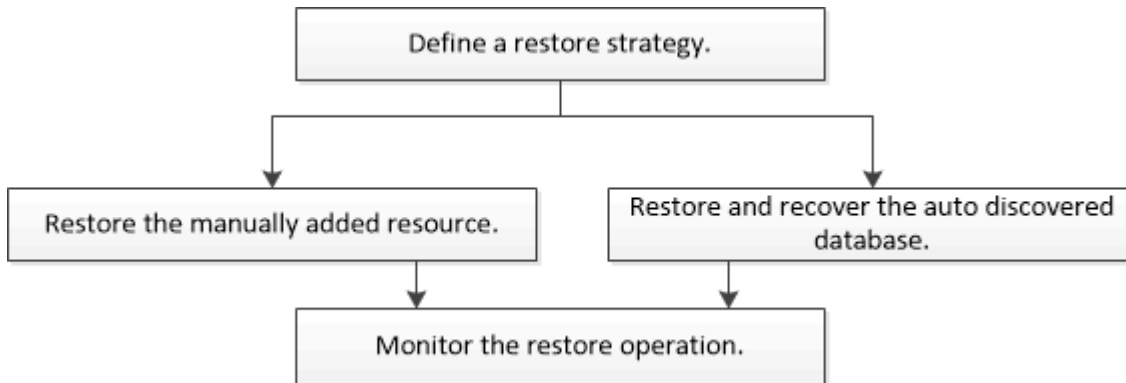 Define a restore strategy.
Restore the manually added resource.
Restore and recover the auto discovered
database.
Monitor the restore operation.